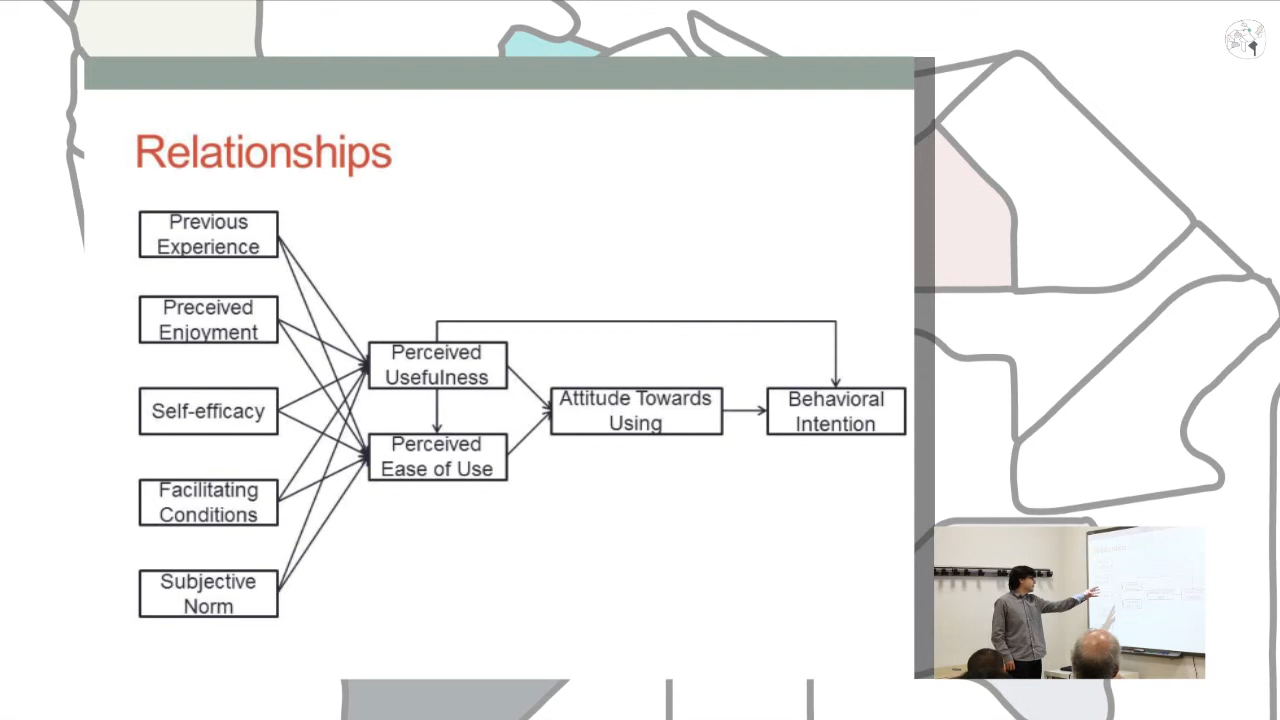 Relationships
Previous
Experience
Preceived
Enjoyment
Self-efficacy
Facilitating
Conditions
Subjective
Norm
Perceived
Usefulness
Perceived
Ease of Use
Attitude Towards
Using
Behavioral
Intention